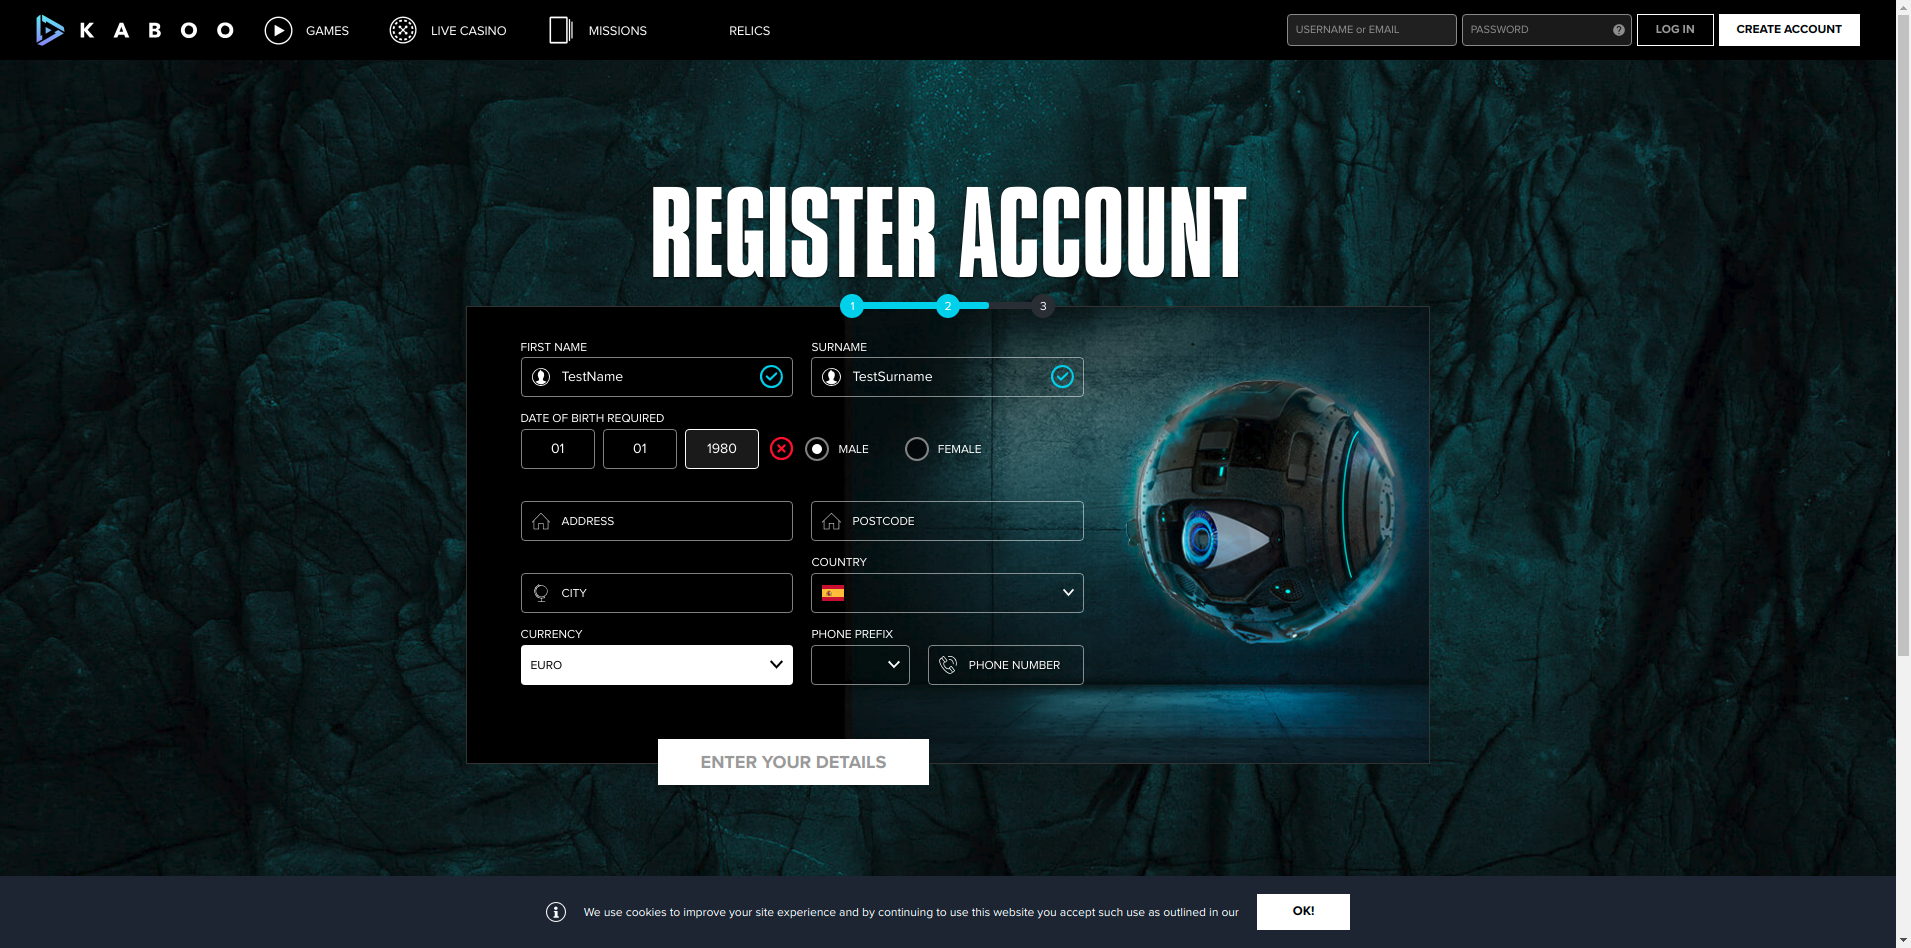 KABOO
GAMES
LIVE CASINO
MISSIONS
RELICS
USERNAME or EMAIL
PASSWORD
?
LOG IN
CREATE ACCOUNT
REGISTER ACCOUNT
1
2
3
FIRST NAME
SURNAME
TestName
TestSurname
DATE OF BIRTH REQUIRED
01
01
1980
MALE
FEMALE
ADDRESS
POSTCODE
COUNTRY
CITY
CURRENCY
PHONE PREFIX
EURO
PHONE NUMBER
ENTER YOUR DETAILS
We use cookies to improve your site experience and by continuing to use this website you accept such use as outlined in our
OK!